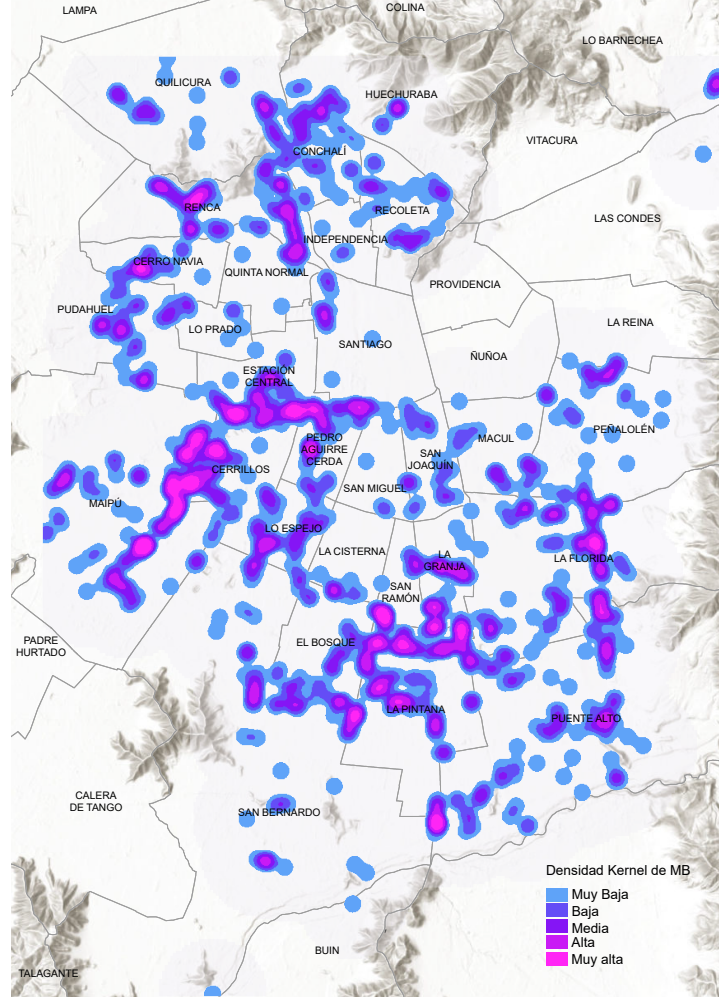 LAMPA
COLINA
LO BARNECHEA
QUILICURA
HUECHURABA
VITACURA
CONCHALÍ
RENCA
RECOLETA
LAS CONDES
INDEPENDENCIA
CERRO NAVIA
QUINTA NORMAL
PROVIDENCIA
PUDAHUEL
LO PRADO
LA REINA
SANTIAGO
ÑUÑOA
ESTACIÓN
CENTRAL
PEÑALOLÉN
PEDRO
AGUIRRE
CERDA
MACUL
SAN
JOAQUÍN
CERRILLOS
SAN MIGUEL
MAIPÚ
LO ESPEJO
LA CISTERNA
LA
GRANJA
LA FLORIDA
SAN
RAMÓN
PADRE
HURTADO
EL BOSQUE
LA PINTANA
PUENTE ALTO
CALERA
DE TANGO
SAN BERNARDO
Densidad Kernel de MB
Muy Baja
Baja
Media
Alta
Muy alta
BUIN
TALAGANTE